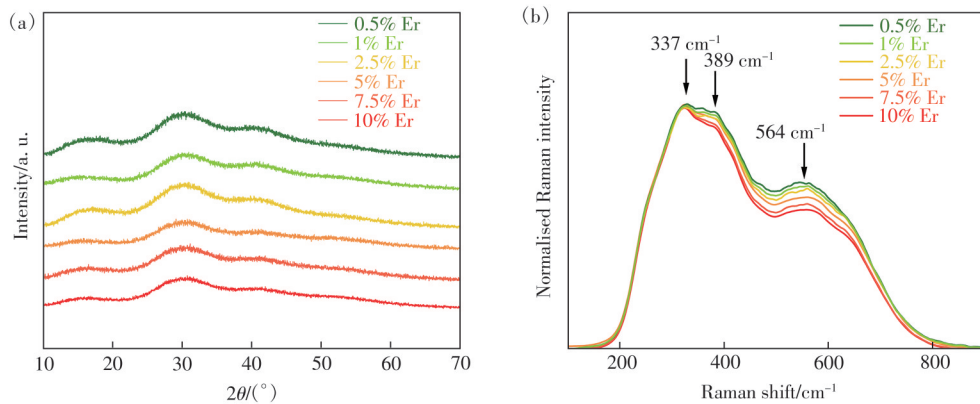 (a)
0.5% Er
1% Er
2.5% Er
5% Er
7.5% Er
10% Er
Intensity/a. u.
10 20 30 40 50 60 70
2θ/(°)
(b)
0.5% Er
1% Er
2.5% Er
5% Er
7.5% Er
10% Er
337 cm⁻¹
389 cm⁻¹
564 cm⁻¹
Normalised Raman intensity
200 400 600 800
Raman shift/cm⁻¹